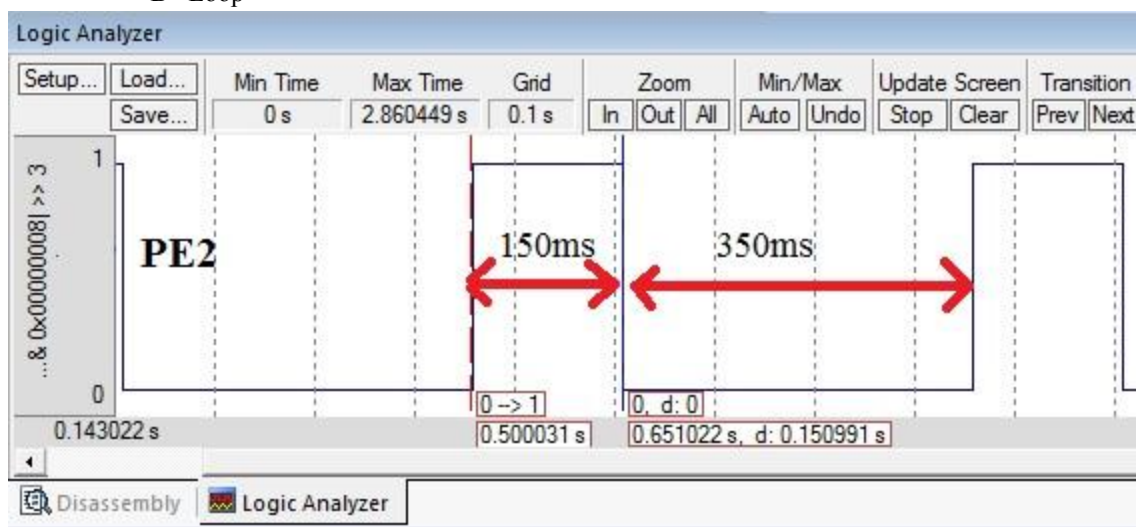 Loop
Logic Analyzer
Setup... Load... Min Time Max Time Grid Zoom Min/Max Update Screen Transition
Save... 0 s 2.860449 s 0.1 s In Out All Auto Undo Stop Clear Prev Next
1
...& 0x00000008) >> 3
PE2
150ms
350ms
0
0 --> 1
0, d: 0
0.143022 s
0.500031 s
0.651022 s, d: 0.150991 s
Disassembly Logic Analyzer